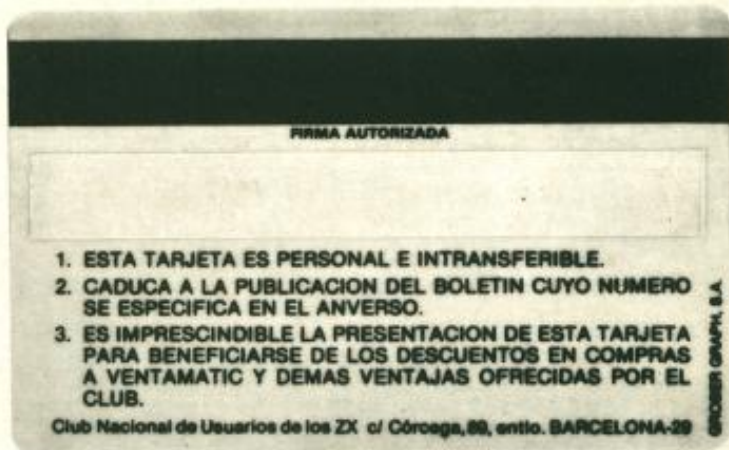 FIRMA AUTORIZADA
1. ESTA TARJETA ES PERSONAL E INTRANSFERIBLE.
2. CADUCA A LA PUBLICACION DEL BOLETIN CUYO NUMERO
SE ESPECIFICA EN EL ANVERSO.
3. ES IMPRESCINDIBLE LA PRESENTACION DE ESTA TARJETA
PARA BENEFICIARSE DE LOS DESCUENTOS EN COMPRAS
A VENTAMATIC Y DEMAS VENTAJAS OFRECIDAS POR EL
CLUB.
Club Nacional de Usuarios de los ZX c/ Córcega, 89, entlo. BARCELONA-29
GROBER GRAPH, S.A.